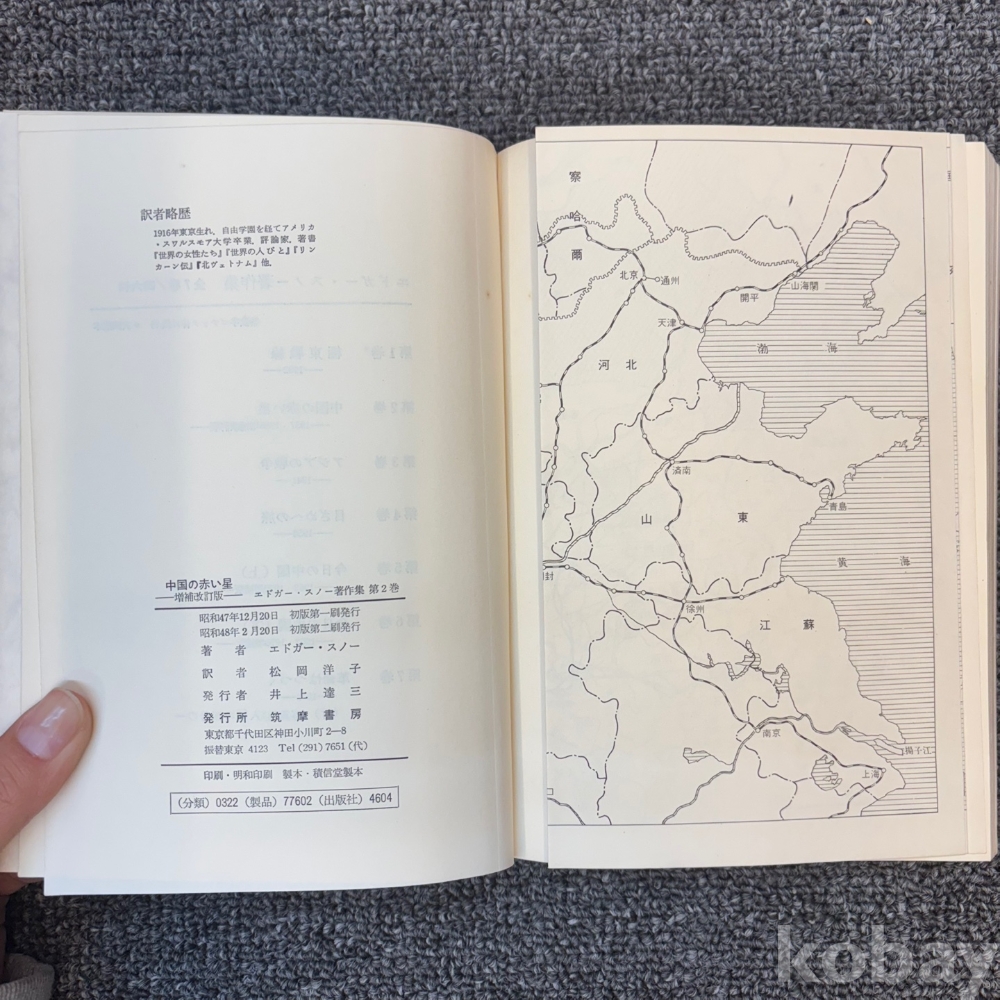 訳者略歴
1916年東京生れ，自由学園を経てアメリカ
・スワルスモア大学卒業．評論家．著書
『世界の女性たち』『世界の人びと』『リン
カーン伝』『北ヴェトナム』他．
中国の赤い星
——増補改訂版—— エドガー・スノー著作集 第2巻
昭和47年12月20日 初版第一刷発行
昭和48年2月20日 初版第二刷発行
著者 エドガー・スノー
訳者 松岡洋子
発行者 井上達三
発行所 筑摩書房
東京都千代田区神田小川町2-8
振替東京 4123 Tel(291)7651(代)
印刷・明和印刷 製本・積信堂製本
(分類)0322(製品)77602(出版社)4604
察哈爾
北京
通州
山海関
開平
天津
渤海
河北
済南
山東
青島
黄海
封
徐州
江蘇
南京
揚子江
上海
kobay